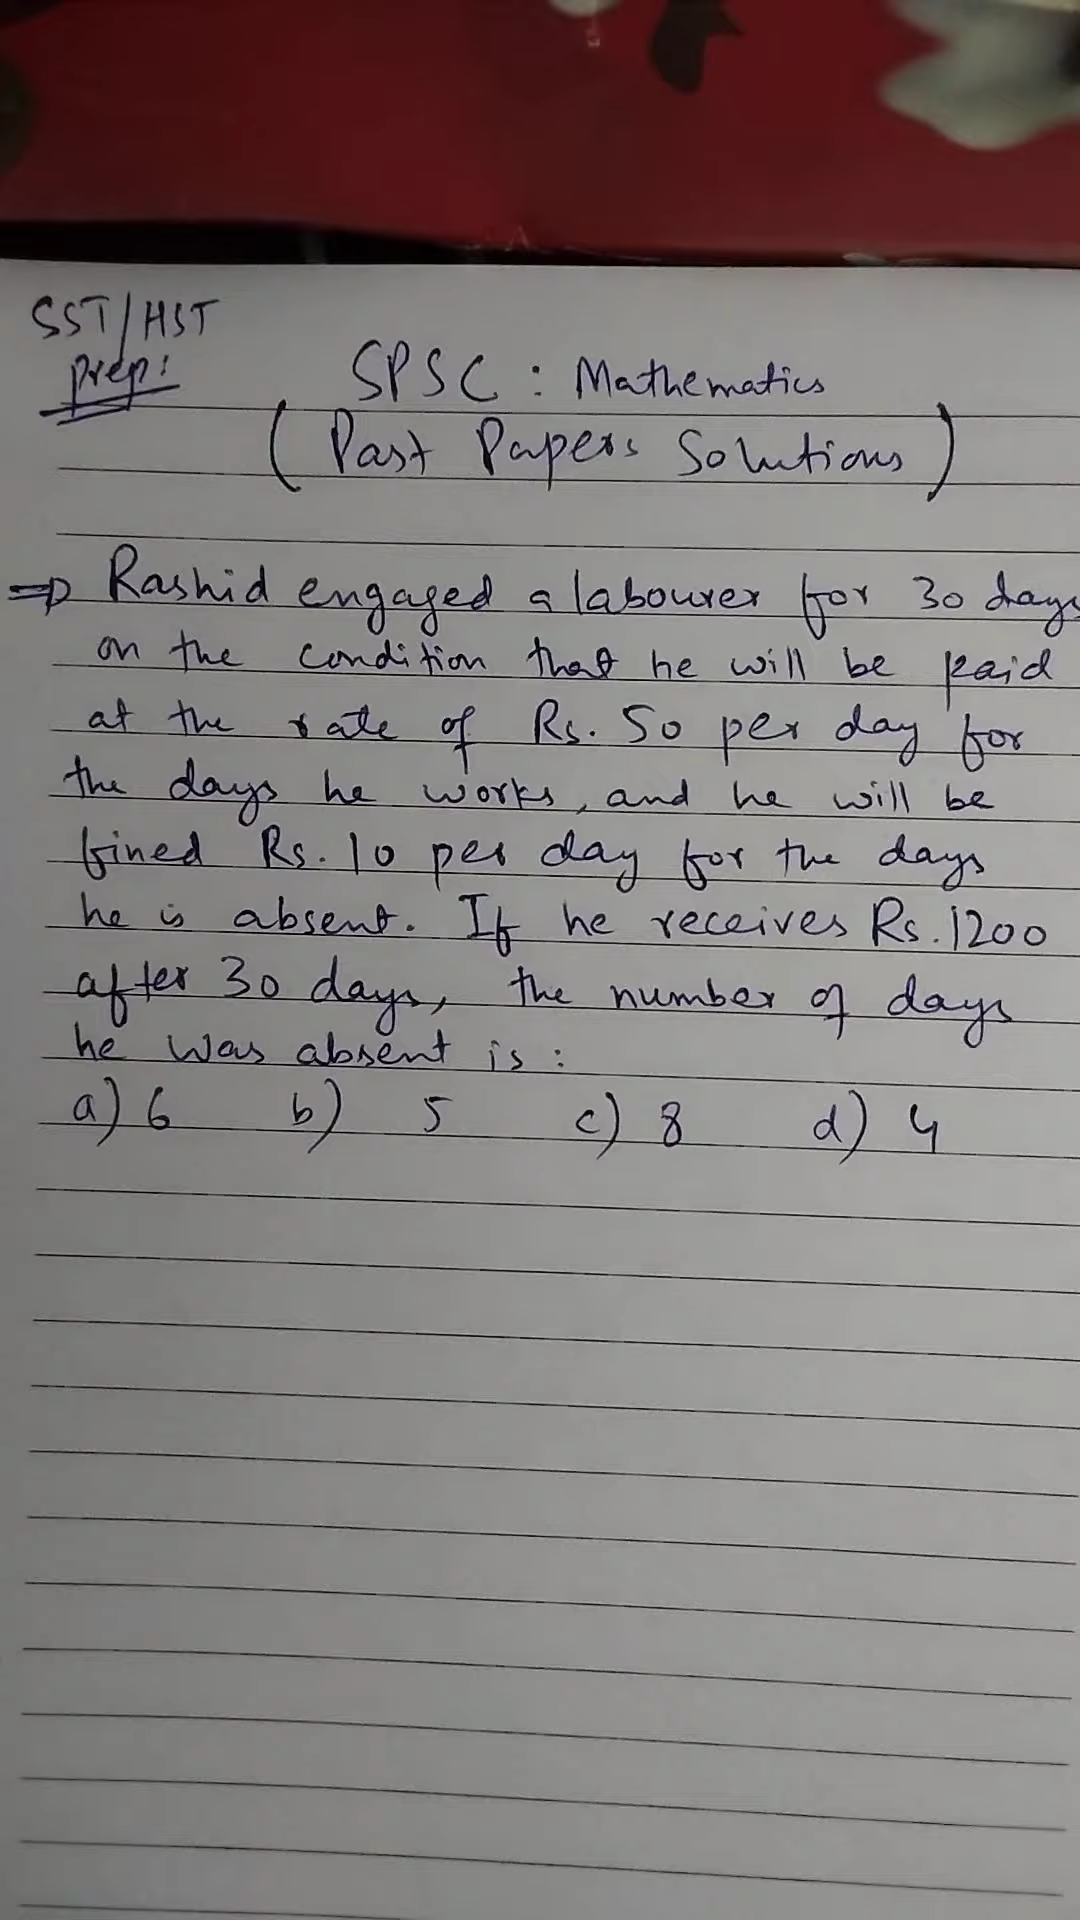 SST/HST
Prep:
SPSC : Mathematics
(Past Papers Solutions)
⇒ Rashid engaged a labourer for 30 days
on the condition that he will be paid
at the rate of Rs. 50 per day for
the days he works, and he will be
fined Rs. 10 per day for the days
he is absent. If he receives Rs. 1200
after 30 days, the number of days
he was absent is :
a) 6 b) 5 c) 8 d) 4